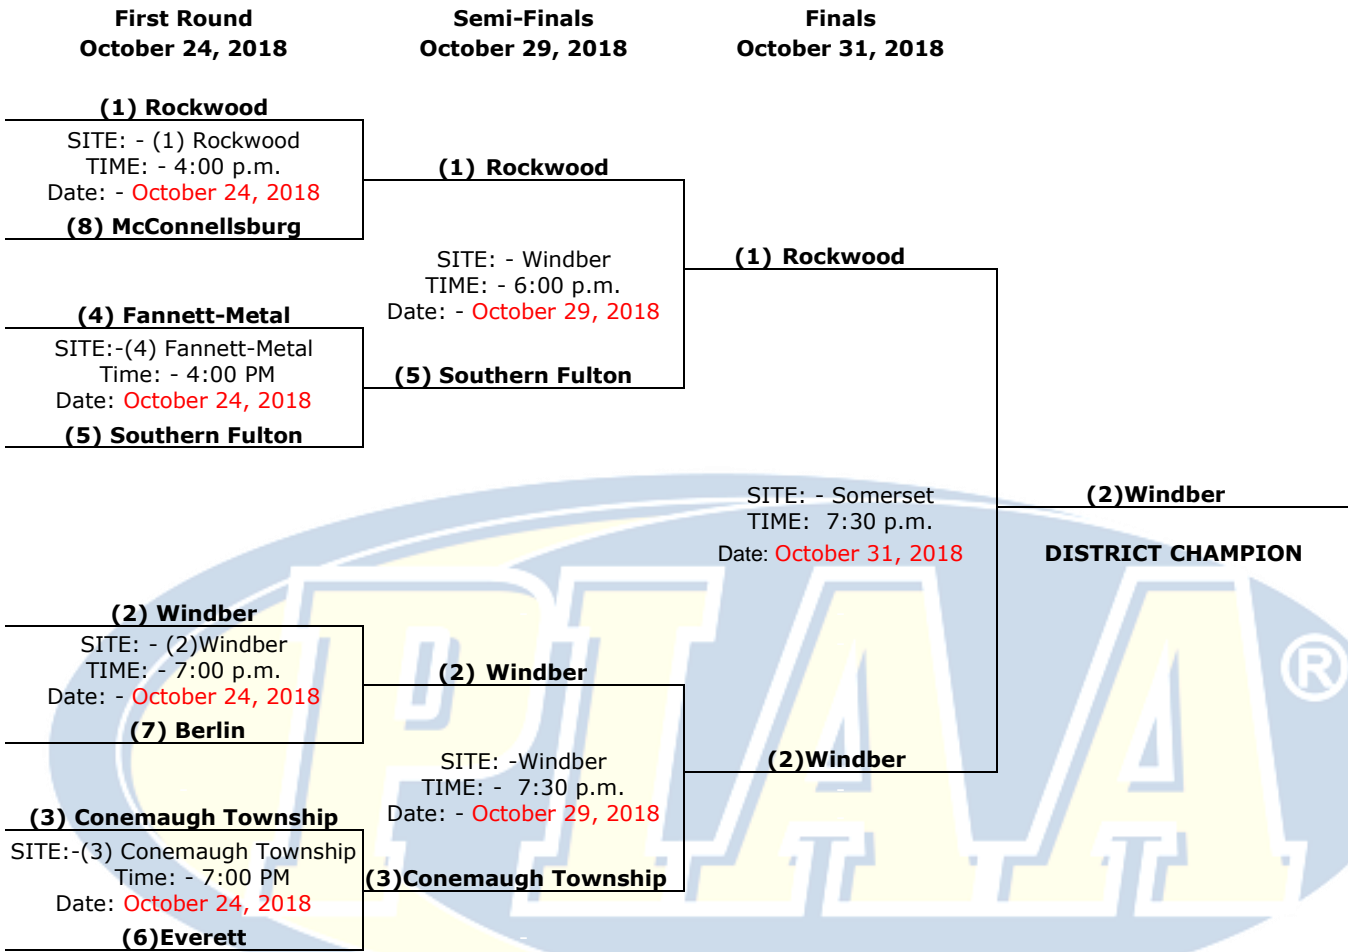 First Round
October 24, 2018
Semi-Finals
October 29, 2018
Finals
October 31, 2018
(1) Rockwood
SITE: - (1) Rockwood
TIME: - 4:00 p.m.
Date: - October 24, 2018
(8) McConnellsburg
(1) Rockwood
SITE: - Windber
TIME: - 6:00 p.m.
Date: - October 29, 2018
(1) Rockwood
(4) Fannett-Metal
SITE:-(4) Fannett-Metal
Time: - 4:00 PM
Date: October 24, 2018
(5) Southern Fulton
(5) Southern Fulton
SITE: - Somerset
TIME: 7:30 p.m.
Date: October 31, 2018
(2)Windber
DISTRICT CHAMPION
(2) Windber
SITE: - (2)Windber
TIME: - 7:00 p.m.
Date: - October 24, 2018
(7) Berlin
(2) Windber
SITE: -Windber
TIME: - 7:30 p.m.
Date: - October 29, 2018
(2)Windber
(3) Conemaugh Township
SITE:-(3) Conemaugh Township
Time: - 7:00 PM
Date: October 24, 2018
(6)Everett
(3)Conemaugh Township
PIAA
®